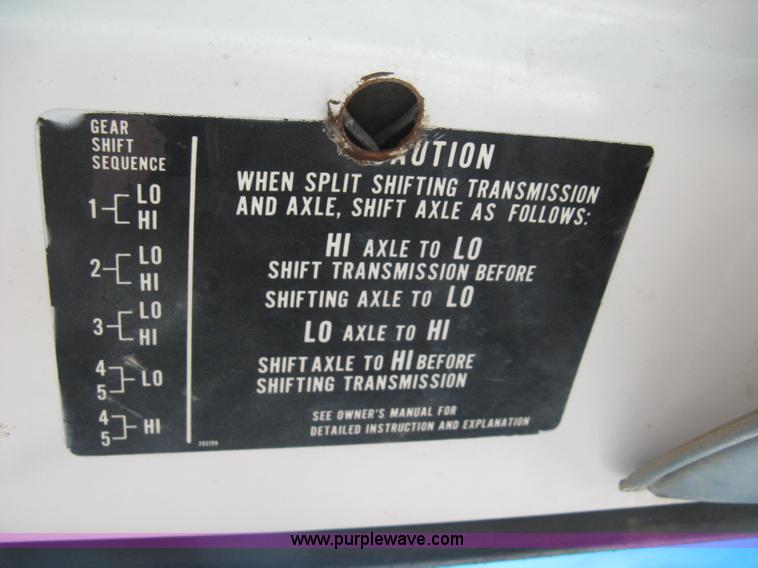 GEAR
SHIFT
SEQUENCE
1 LO
HI
2 LO
HI
3 LO
HI
4
5 LO
4
5 HI
CAUTION
WHEN SPLIT SHIFTING TRANSMISSION
AND AXLE, SHIFT AXLE AS FOLLOWS:
HI AXLE TO LO
SHIFT TRANSMISSION BEFORE
SHIFTING AXLE TO LO
LO AXLE TO HI
SHIFT AXLE TO HI BEFORE
SHIFTING TRANSMISSION
SEE OWNER'S MANUAL FOR
DETAILED INSTRUCTION AND EXPLANATION
www.purplewave.com